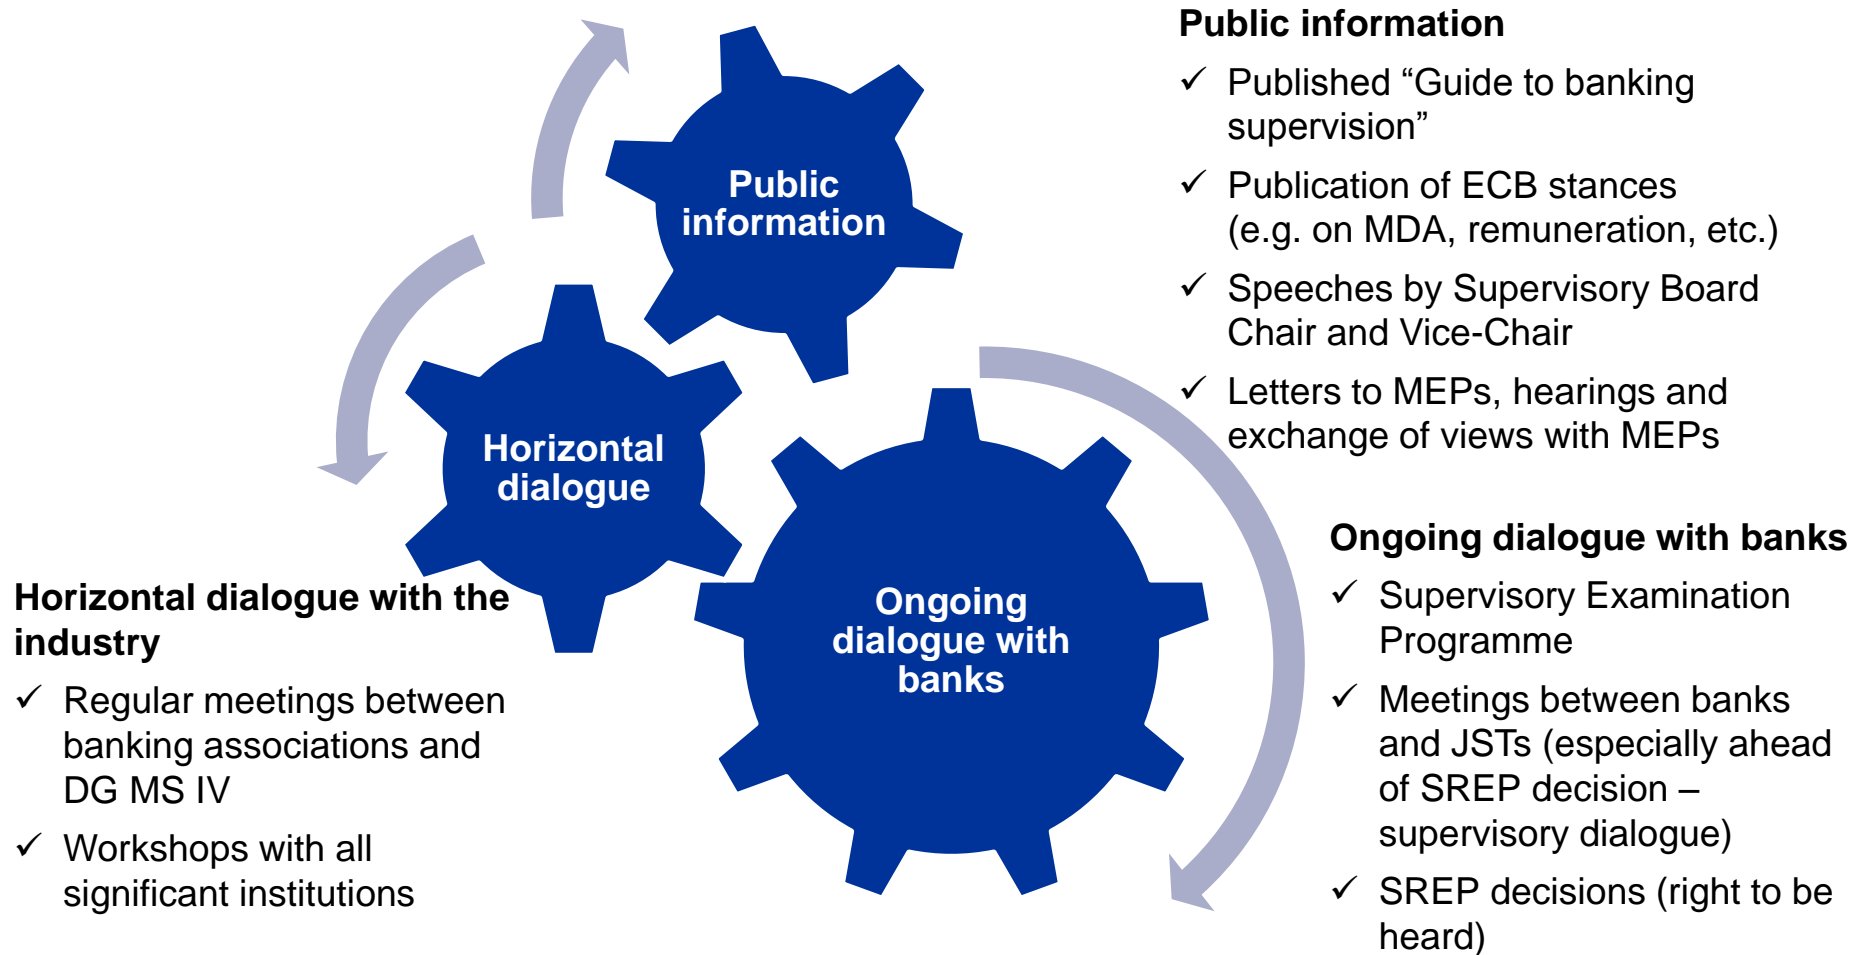 Public information
✓ Published “Guide to banking
supervision”
✓ Publication of ECB stances
(e.g. on MDA, remuneration, etc.)
✓ Speeches by Supervisory Board
Chair and Vice-Chair
✓ Letters to MEPs, hearings and
exchange of views with MEPs
Public
information
Horizontal
dialogue
Ongoing
dialogue with
banks
Horizontal dialogue with the
industry
✓ Regular meetings between
banking associations and
DG MS IV
✓ Workshops with all
significant institutions
Ongoing dialogue with banks
✓ Supervisory Examination
Programme
✓ Meetings between banks
and JSTs (especially ahead
of SREP decision –
supervisory dialogue)
✓ SREP decisions (right to be
heard)